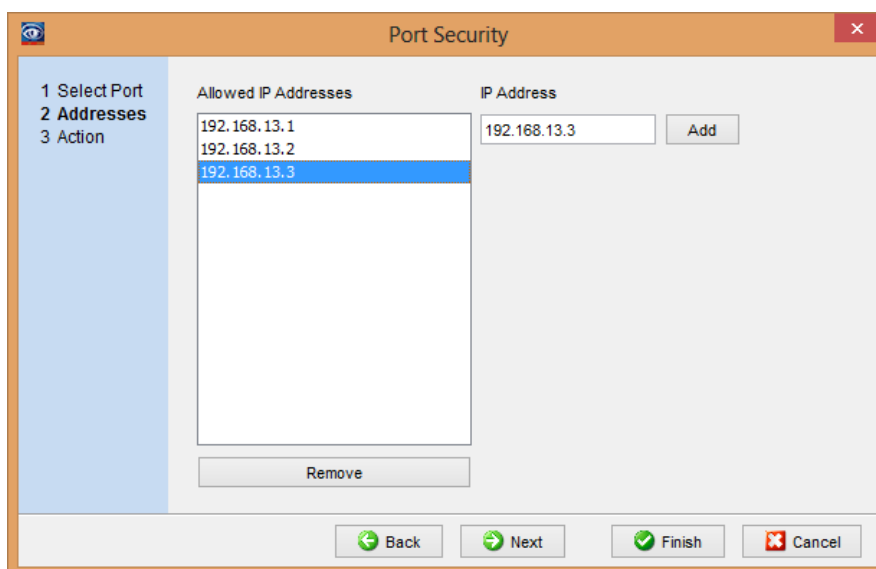 Port Security
1 Select Port
2 Addresses
3 Action
Allowed IP Addresses
192.168.13.1
192.168.13.2
192.168.13.3
Remove
IP Address
192.168.13.3
Add
Back
Next
Finish
Cancel